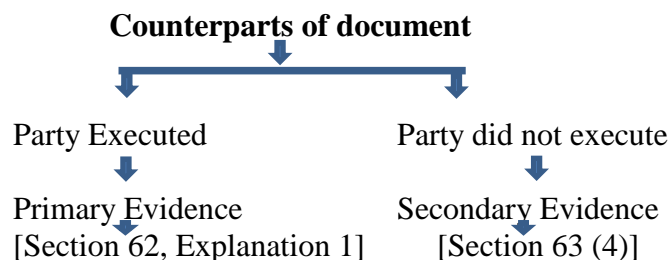 Counterparts of document
Party Executed
Party did not execute
Primary Evidence
Secondary Evidence
[Section 62, Explanation 1]
[Section 63 (4)]